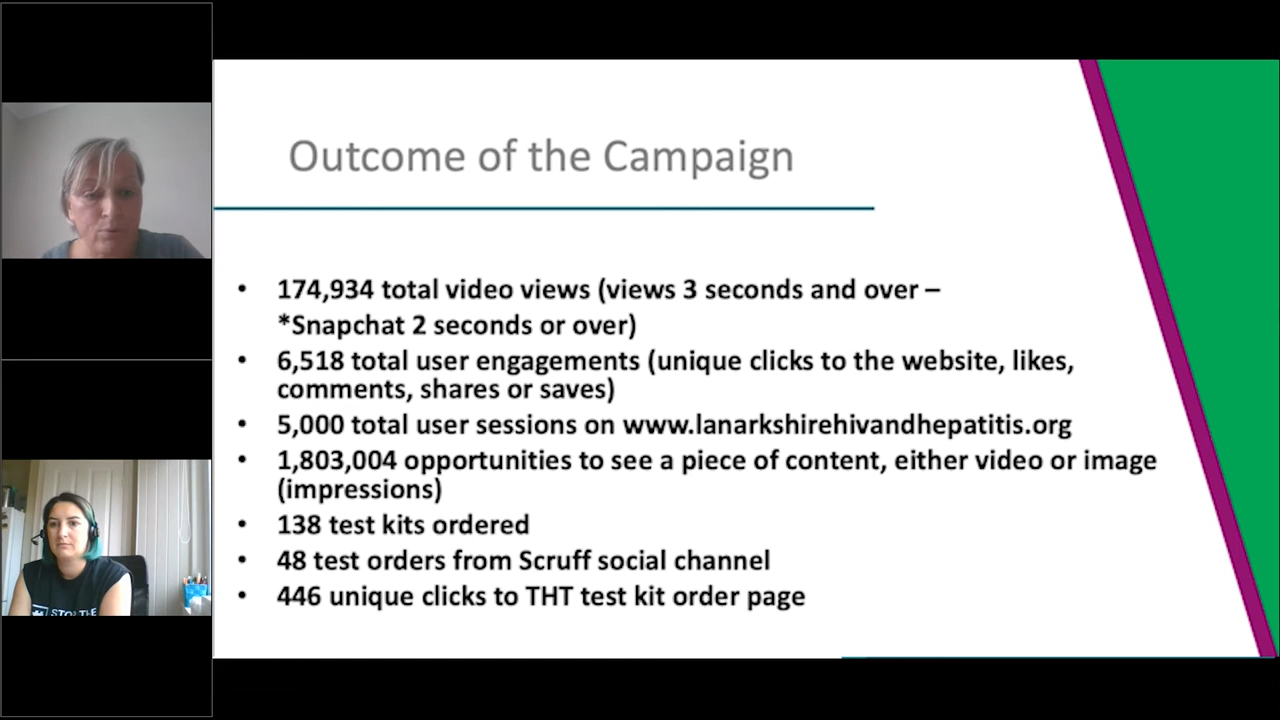 Outcome of the Campaign
• 174,934 total video views (views 3 seconds and over –
*Snapchat 2 seconds or over)
• 6,518 total user engagements (unique clicks to the website, likes,
comments, shares or saves)
• 5,000 total user sessions on www.lanarkshirehivandhepatitis.org
• 1,803,004 opportunities to see a piece of content, either video or image
(impressions)
• 138 test kits ordered
• 48 test orders from Scruff social channel
• 446 unique clicks to THT test kit order page
STOP THE